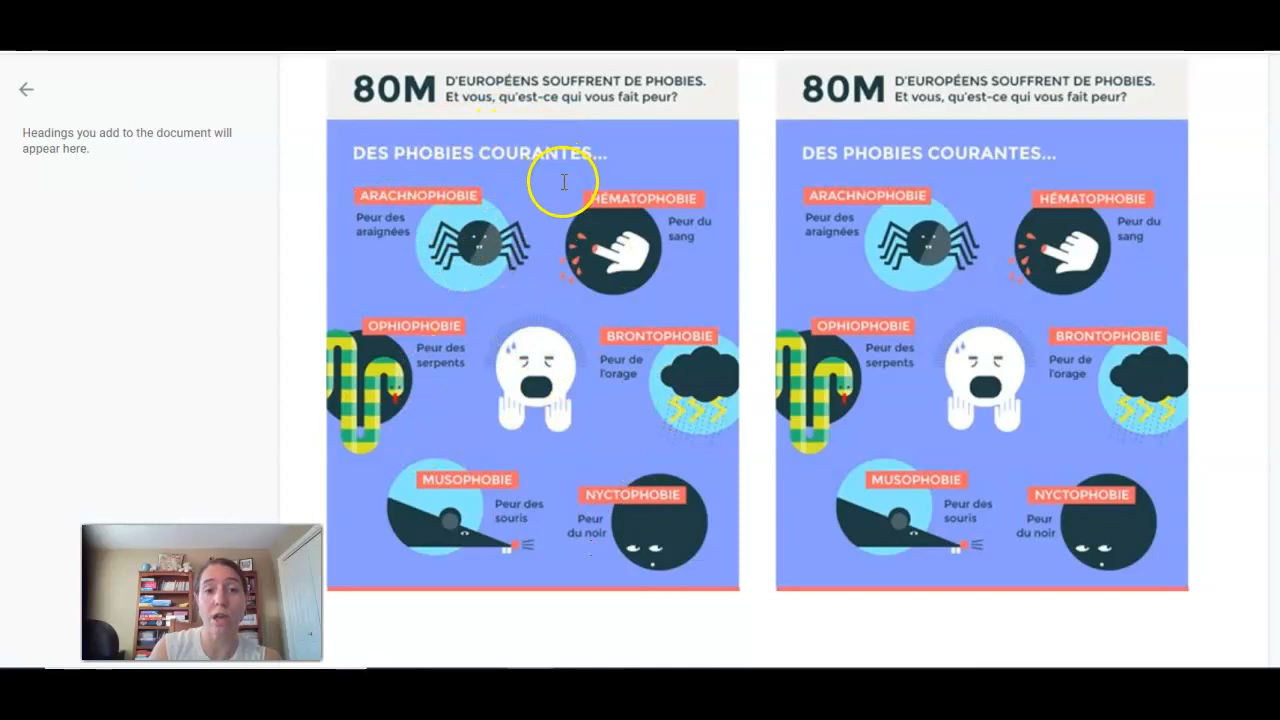 Headings you add to the document will
appear here.
80M
D'EUROPÉENS SOUFFRENT DE PHOBIES.
Et vous, qu'est-ce qui vous fait peur?
DES PHOBIES COURANTES...
ARACHNOPHOBIE
Peur des
araignées
HÉMATOPHOBIE
Peur du
sang
OPHIOPHOBIE
Peur des
serpents
BRONTOPHOBIE
Peur de
l'orage
MUSOPHOBIE
Peur des
souris
NYCTOPHOBIE
Peur
du noir
80M
D'EUROPÉENS SOUFFRENT DE PHOBIES.
Et vous, qu'est-ce qui vous fait peur?
DES PHOBIES COURANTES...
ARACHNOPHOBIE
Peur des
araignées
HÉMATOPHOBIE
Peur du
sang
OPHIOPHOBIE
Peur des
serpents
BRONTOPHOBIE
Peur de
l'orage
MUSOPHOBIE
Peur des
souris
NYCTOPHOBIE
Peur
du noir